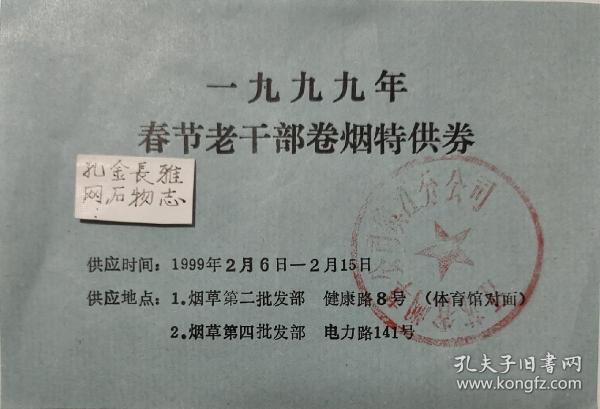 一九九九年
春节老干部卷烟特供券
孔 金長雅
网 石物志
供应时间：1999年2月6日—2月15日
供应地点：1.烟草第二批发部 健康路8号 （体育馆对面）
2.烟草第四批发部 电力路141号
分公司
孔夫子旧书网
www.kongfz.com